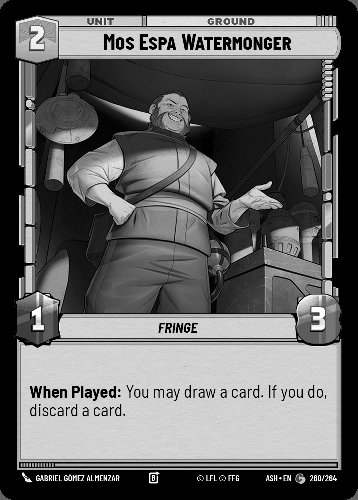 UNIT
GROUND
2
Mos Espa Watermonger
1
3
FRINGE
When Played: You may draw a card. If you do,
discard a card.
GABRIEL GÓMEZ ALMENZAR
© LFL © FFG
ASH • EN
260/264